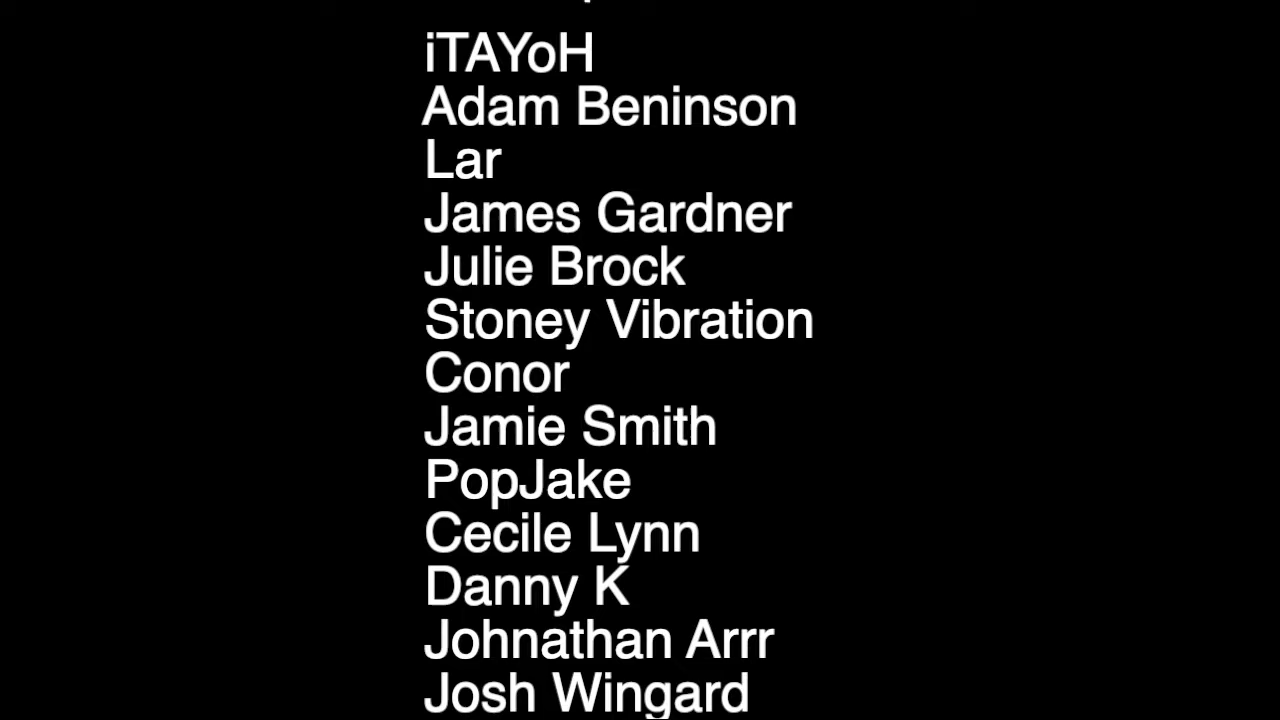 iTAYoH
Adam Beninson
Lar
James Gardner
Julie Brock
Stoney Vibration
Conor
Jamie Smith
PopJake
Cecile Lynn
Danny K
Johnathan Arrr
Josh Wingard